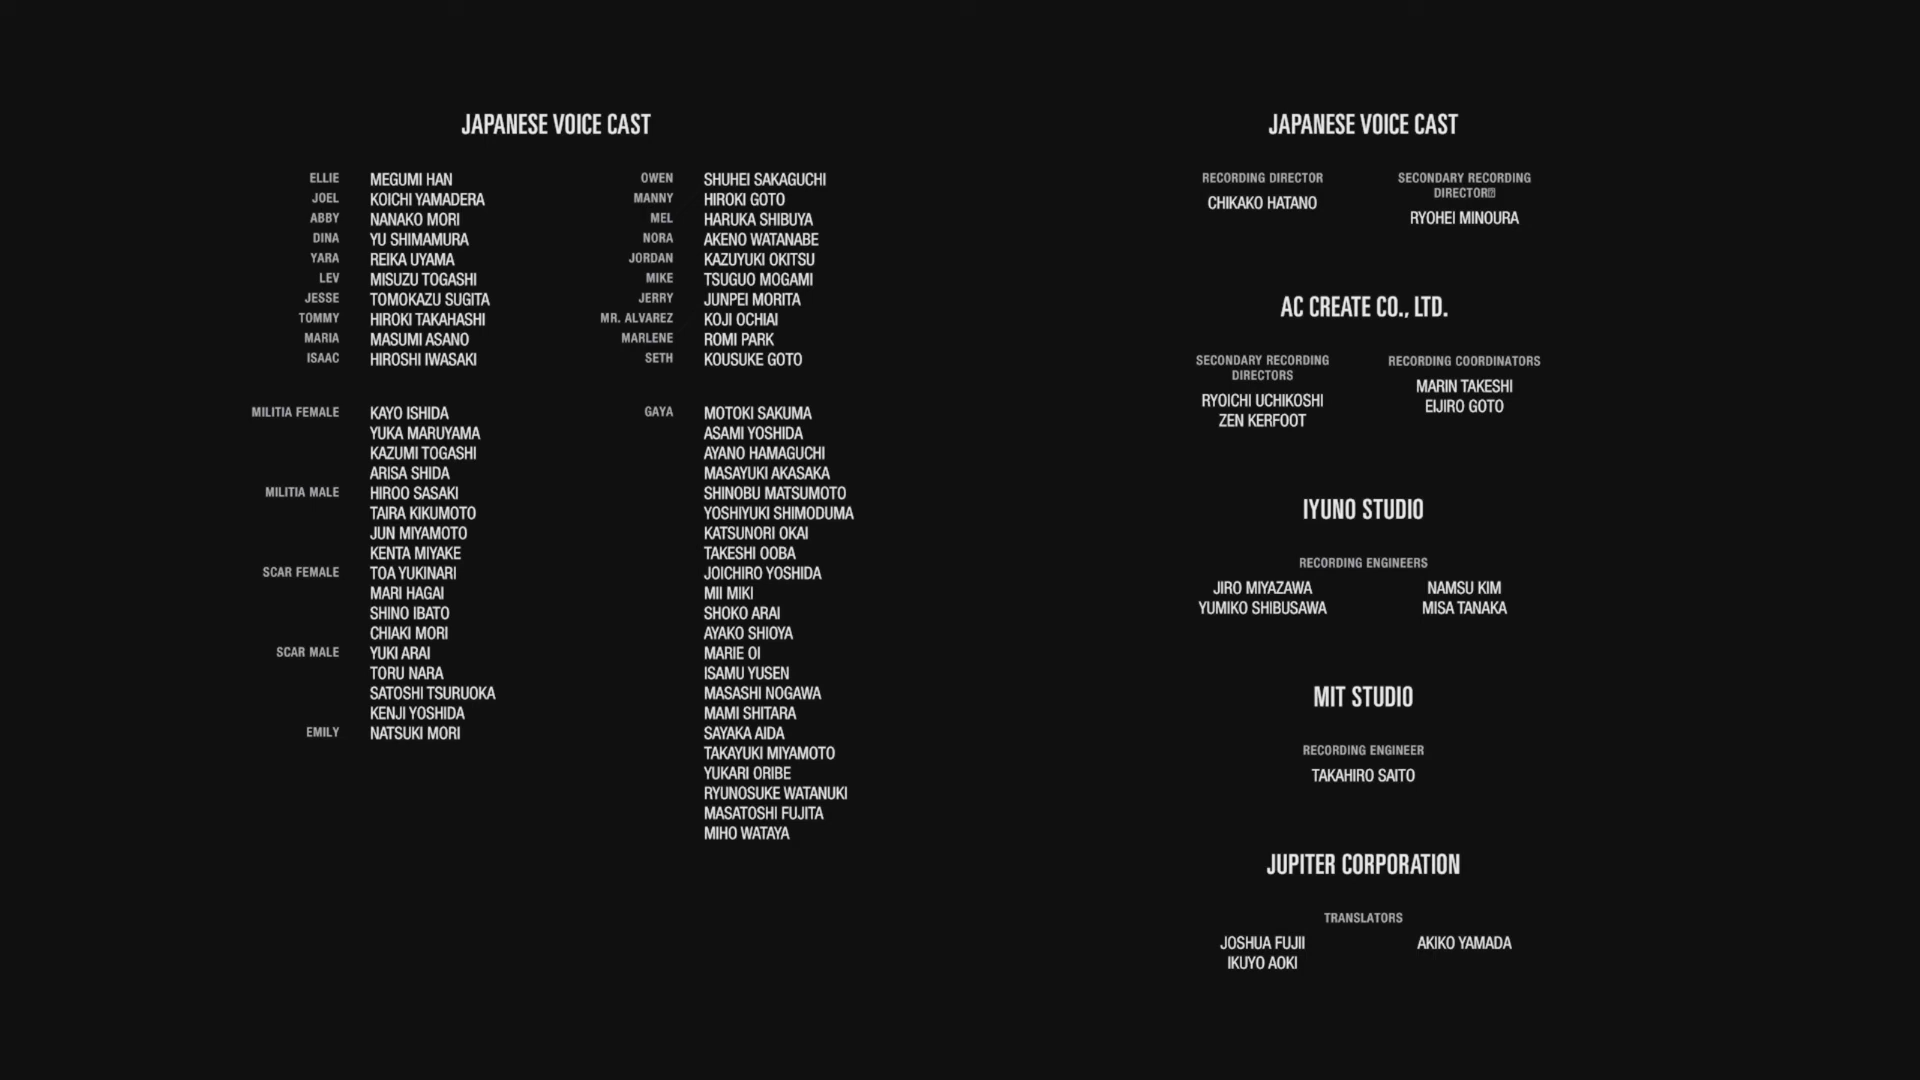 JAPANESE VOICE CAST
ELLIE MEGUMI HAN
JOEL KOICHI YAMADERA
ABBY NANAKO MORI
DINA YU SHIMAMURA
YARA REIKA UYAMA
LEV MISUZU TOGASHI
JESSE TOMOKAZU SUGITA
TOMMY HIROKI TAKAHASHI
MARIA MASUMI ASANO
ISAAC HIROSHI IWASAKI
OWEN SHUHEI SAKAGUCHI
MANNY HIROKI GOTO
MEL HARUKA SHIBUYA
NORA AKENO WATANABE
JORDAN KAZUYUKI OKITSU
MIKE TSUGUO MOGAMI
JERRY JUNPEI MORITA
MR. ALVAREZ KOJI OCHIAI
MARLENE ROMI PARK
SETH KOUSUKE GOTO
MILITIA FEMALE KAYO ISHIDA
YUKA MARUYAMA
KAZUMI TOGASHI
ARISA SHIDA
MILITIA MALE HIROO SASAKI
TAIRA KIKUMOTO
JUN MIYAMOTO
KENTA MIYAKE
SCAR FEMALE TOA YUKINARI
MARI HAGAI
SHINO IBATO
CHIAKI MORI
SCAR MALE YUKI ARAI
TORU NARA
SATOSHI TSURUOKA
KENJI YOSHIDA
EMILY NATSUKI MORI
GAYA MOTOKI SAKUMA
ASAMI YOSHIDA
AYANO HAMAGUCHI
MASAYUKI AKASAKA
SHINOBU MATSUMOTO
YOSHIYUKI SHIMODUMA
KATSUNORI OKAI
TAKESHI OOBA
JOICHIRO YOSHIDA
MII MIKI
SHOKO ARAI
AYAKO SHIOYA
MARIE OI
ISAMU YUSEN
MASASHI NOGAWA
MAMI SHITARA
SAYAKA AIDA
TAKAYUKI MIYAMOTO
YUKARI ORIBE
RYUNOSUKE WATANUKI
MASATOSHI FUJITA
MIHO WATAYA
JAPANESE VOICE CAST
RECORDING DIRECTOR
CHIKAKO HATANO
SECONDARY RECORDING
DIRECTOR
RYOHEI MINOURA
AC CREATE CO., LTD.
SECONDARY RECORDING
DIRECTORS
RYOICHI UCHIKOSHI
ZEN KERFOOT
RECORDING COORDINATORS
MARIN TAKESHI
EIJIRO GOTO
IYUNO STUDIO
RECORDING ENGINEERS
JIRO MIYAZAWA
YUMIKO SHIBUSAWA
NAMSU KIM
MISA TANAKA
MIT STUDIO
RECORDING ENGINEER
TAKAHIRO SAITO
JUPITER CORPORATION
TRANSLATORS
JOSHUA FUJII
IKUYO AOKI
AKIKO YAMADA